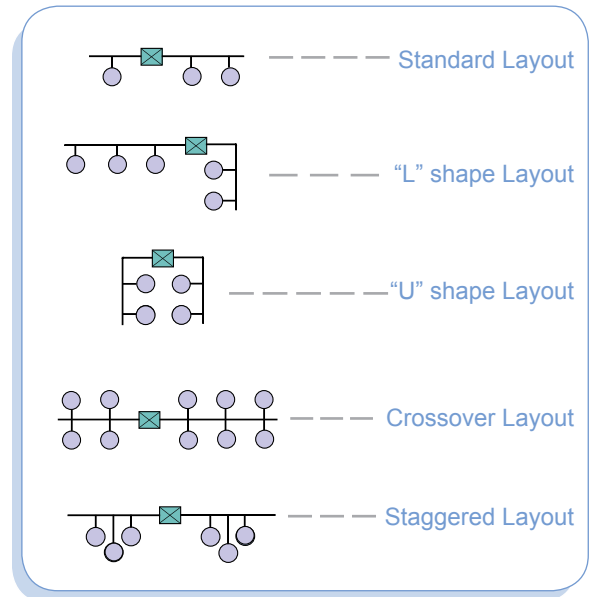 Standard Layout
“L” shape Layout
“U” shape Layout
Crossover Layout
Staggered Layout